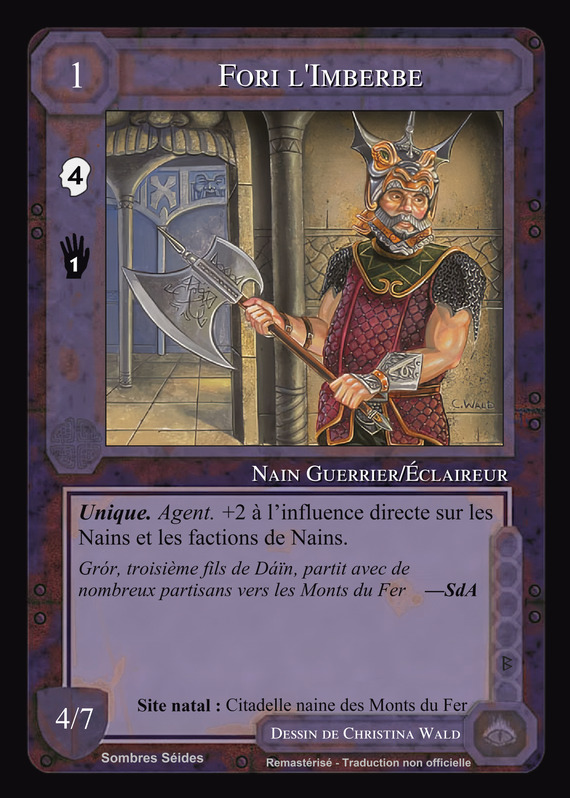 1
Fori l'Imberbe
4
1
C. Wald
Nain Guerrier/Éclaireur
Unique. Agent. +2 à l’influence directe sur les
Nains et les factions de Nains.
Grór, troisième fils de Dáïn, partit avec de
nombreux partisans vers les Monts du Fer —SdA
ᛒ
Site natal : Citadelle naine des Monts du Fer
4/7
Dessin de Christina Wald
Sombres Séides
Remastérisé - Traduction non officielle